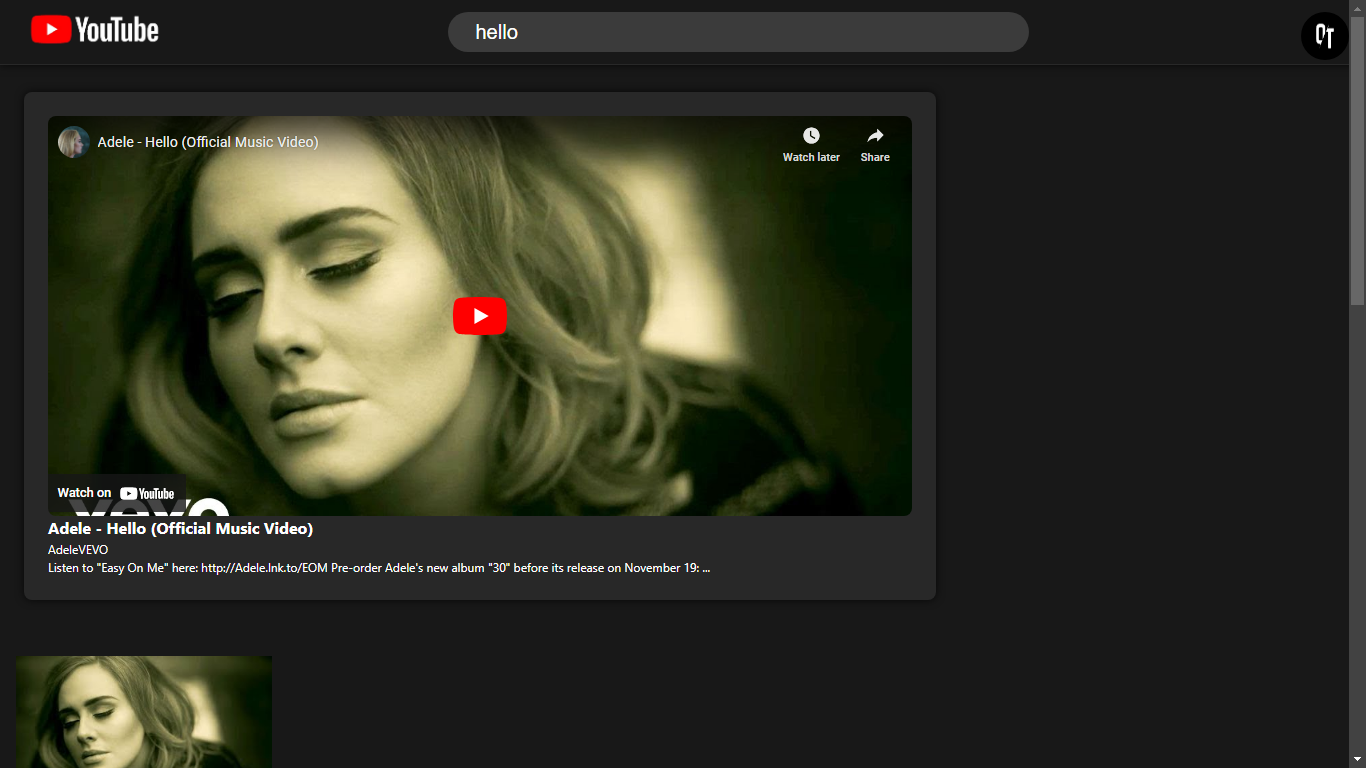 YouTube
hello
OT
Adele - Hello (Official Music Video)
Watch later
Share
Watch on YouTube
vevo
Adele - Hello (Official Music Video)
AdeleVEVO
Listen to "Easy On Me" here: http://Adele.lnk.to/EOM Pre-order Adele's new album "30" before its release on November 19: ...